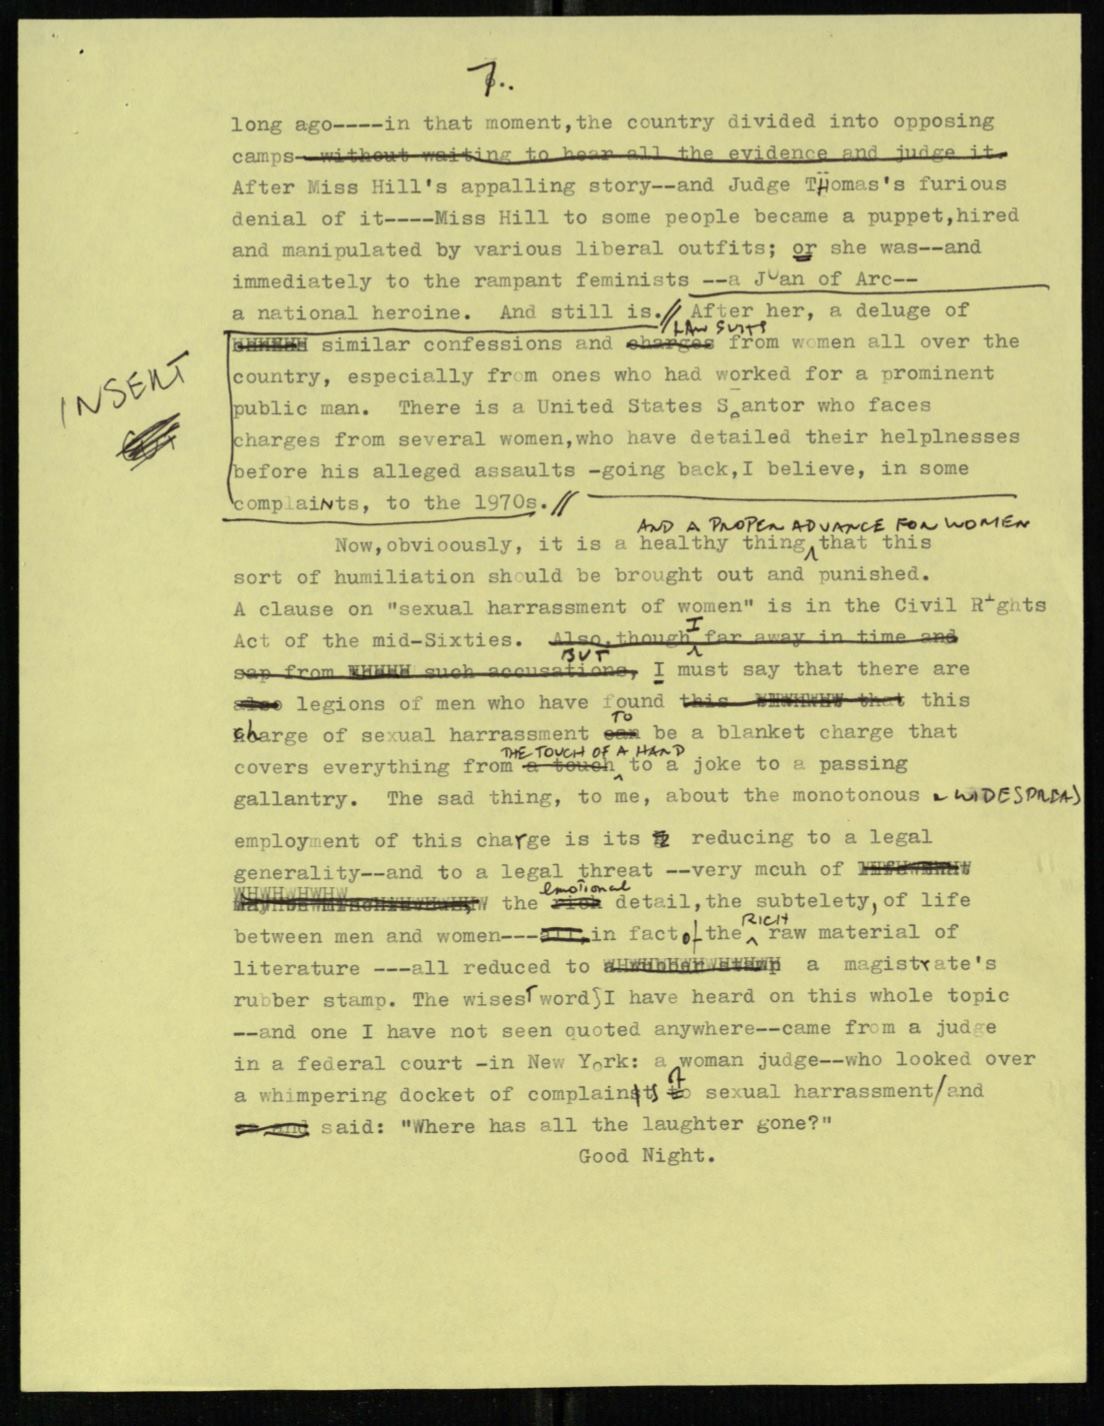 7..
long ago----in that moment,the country divided into opposing
camps without waiting to hear all the evidence and judge it.
After Miss Hill's appalling story--and Judge THomas's furious
denial of it----Miss Hill to some people became a puppet,hired
and manipulated by various liberal outfits; or she was--and
immediately to the rampant feminists --a Juan of Arc--
a national heroine. And still is.// After her, a deluge of
LAW SUITS
similar confessions and charges from women all over the
INSERT
country, especially from ones who had worked for a prominent
public man. There is a United States Seantor who faces
charges from several women,who have detailed their helplnesses
before his alleged assaults -going back,I believe, in some
complaiNts, to the 1970s.//
AND A PROPER ADVANCE FOR WOMEN
Now,obvioously, it is a healthy thing that this
sort of humiliation should be brought out and punished.
A clause on "sexual harrassment of women" is in the Civil Rights
I
Act of the mid-Sixties. Also,though far away in time and
BUT
sap from such accusations, I must say that there are
also legions of men who have found this that this
charge of sexual harrassment can TO be a blanket charge that
THE TOUCH OF A HAND
covers everything from a touch to a joke to a passing
gallantry. The sad thing, to me, about the monotonous & WIDESPREAD
employment of this charge is its reducing to a legal
generality--and to a legal threat --very mcuh of
emotional
the rich detail,the subtelety, of life
RICH
between men and women---all, in fact of the raw material of
literature ---all reduced to a rubber stamp a magistrate's
rubber stamp. The wisest word I have heard on this whole topic
--and one I have not seen quoted anywhere--came from a judge
in a federal court -in New York: a woman judge--who looked over
of
a whimpering docket of complaints to sexual harrassment/and
-- and said: "Where has all the laughter gone?"
Good Night.